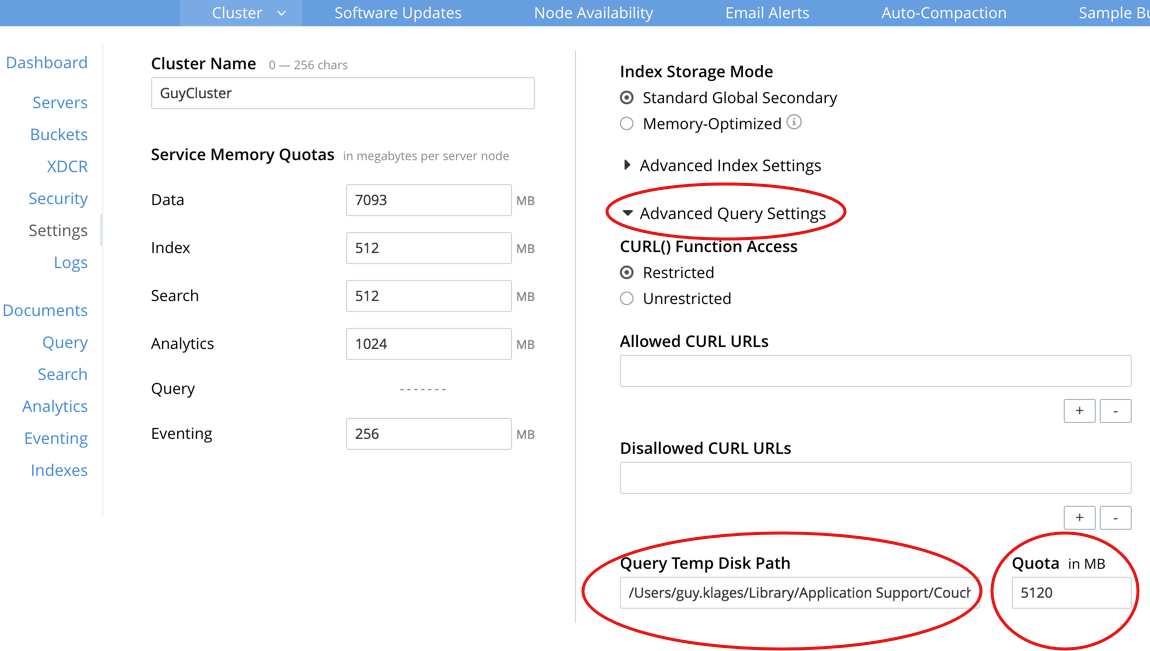 Cluster Software Updates Node Availability Email Alerts Auto-Compaction Sample Bu
Dashboard
Servers
Buckets
XDCR
Security
Settings
Logs
Documents
Query
Search
Analytics
Eventing
Indexes
Cluster Name 0 — 256 chars
GuyCluster
Service Memory Quotas in megabytes per server node
Data 7093 MB
Index 512 MB
Search 512 MB
Analytics 1024 MB
Query -------
Eventing 256 MB
Index Storage Mode
Standard Global Secondary
Memory-Optimized
Advanced Index Settings
Advanced Query Settings
CURL() Function Access
Restricted
Unrestricted
Allowed CURL URLs
+ -
Disallowed CURL URLs
+ -
Query Temp Disk Path Quota in MB
/Users/guy.klages/Library/Application Support/Couch 5120